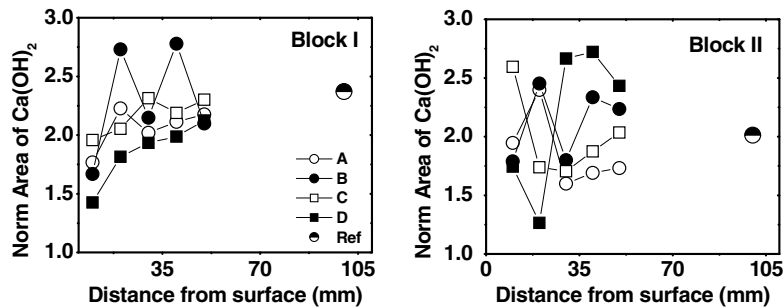 Block I
Norm Area of Ca(OH)2
3.0
2.5
2.0
1.5
1.0
A
B
C
D
Ref
35 70 105
Distance from surface (mm)
Block II
Norm Area of Ca(OH)2
3.0
2.5
2.0
1.5
1.0
0 35 70 105
Distance from surface (mm)